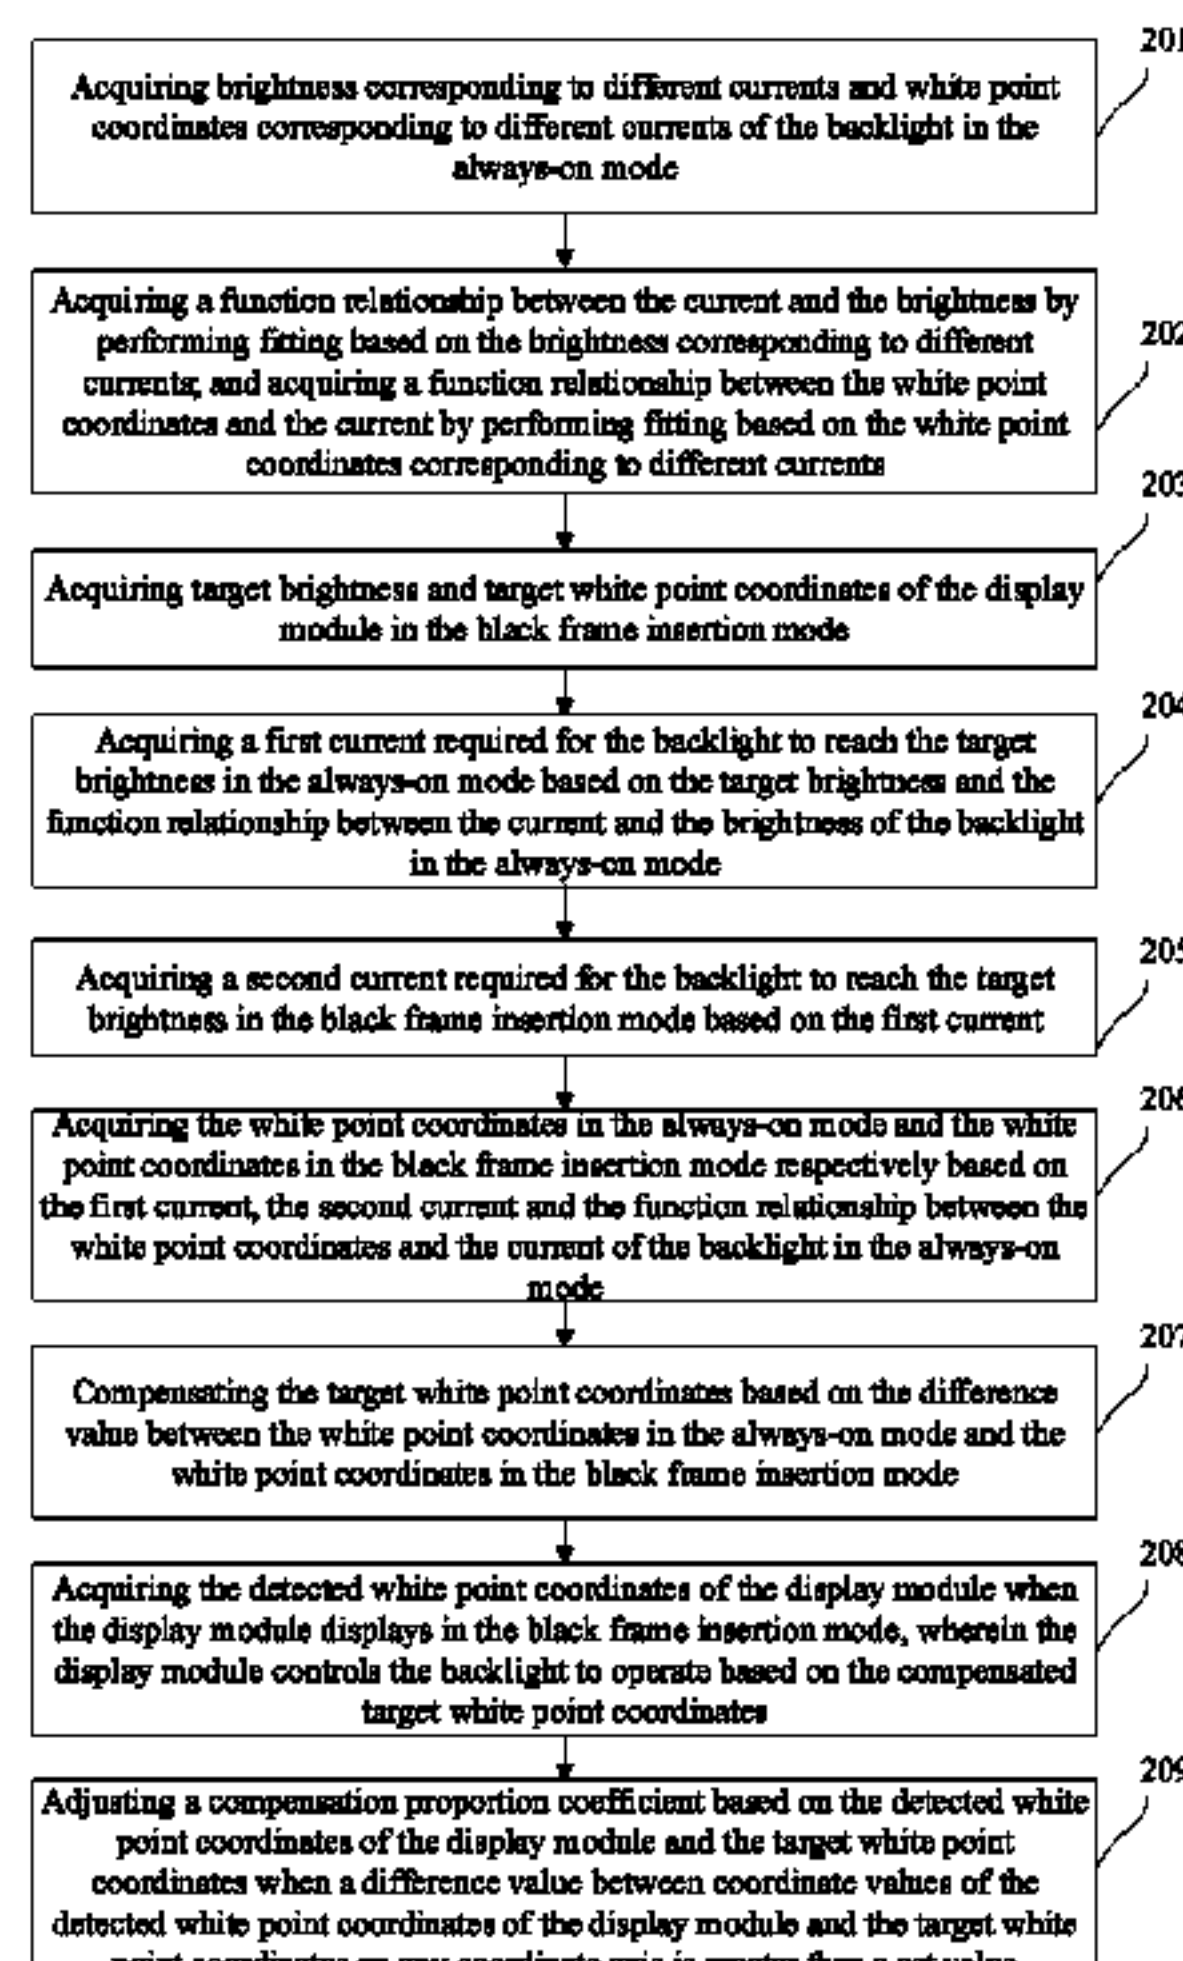 201
Acquiring brightness corresponding to different currents and white point
coordinates corresponding to different currents of the backlight in the
always-on mode
202
Acquiring a function relationship between the current and the brightness by
performing fitting based on the brightness corresponding to different
currents; and acquiring a function relationship between the white point
coordinates and the current by performing fitting based on the white point
coordinates corresponding to different currents
203
Acquiring target brightness and target white point coordinates of the display
module in the black frame insertion mode
204
Acquiring a first current required for the backlight to reach the target
brightness in the always-on mode based on the target brightness and the
function relationship between the current and the brightness of the backlight
in the always-on mode
205
Acquiring a second current required for the backlight to reach the target
brightness in the black frame insertion mode based on the first current
206
Acquiring the white point coordinates in the always-on mode and the white
point coordinates in the black frame insertion mode respectively based on
the first current, the second current and the function relationship between the
white point coordinates and the current of the backlight in the always-on
mode
207
Compensating the target white point coordinates based on the difference
value between the white point coordinates in the always-on mode and the
white point coordinates in the black frame insertion mode
208
Acquiring the detected white point coordinates of the display module when
the display module displays in the black frame insertion mode, wherein the
display module controls the backlight to operate based on the compensated
target white point coordinates
209
Adjusting a compensation proportion coefficient based on the detected white
point coordinates of the display module and the target white point
coordinates when a difference value between coordinate values of the
detected white point coordinates of the display module and the target white